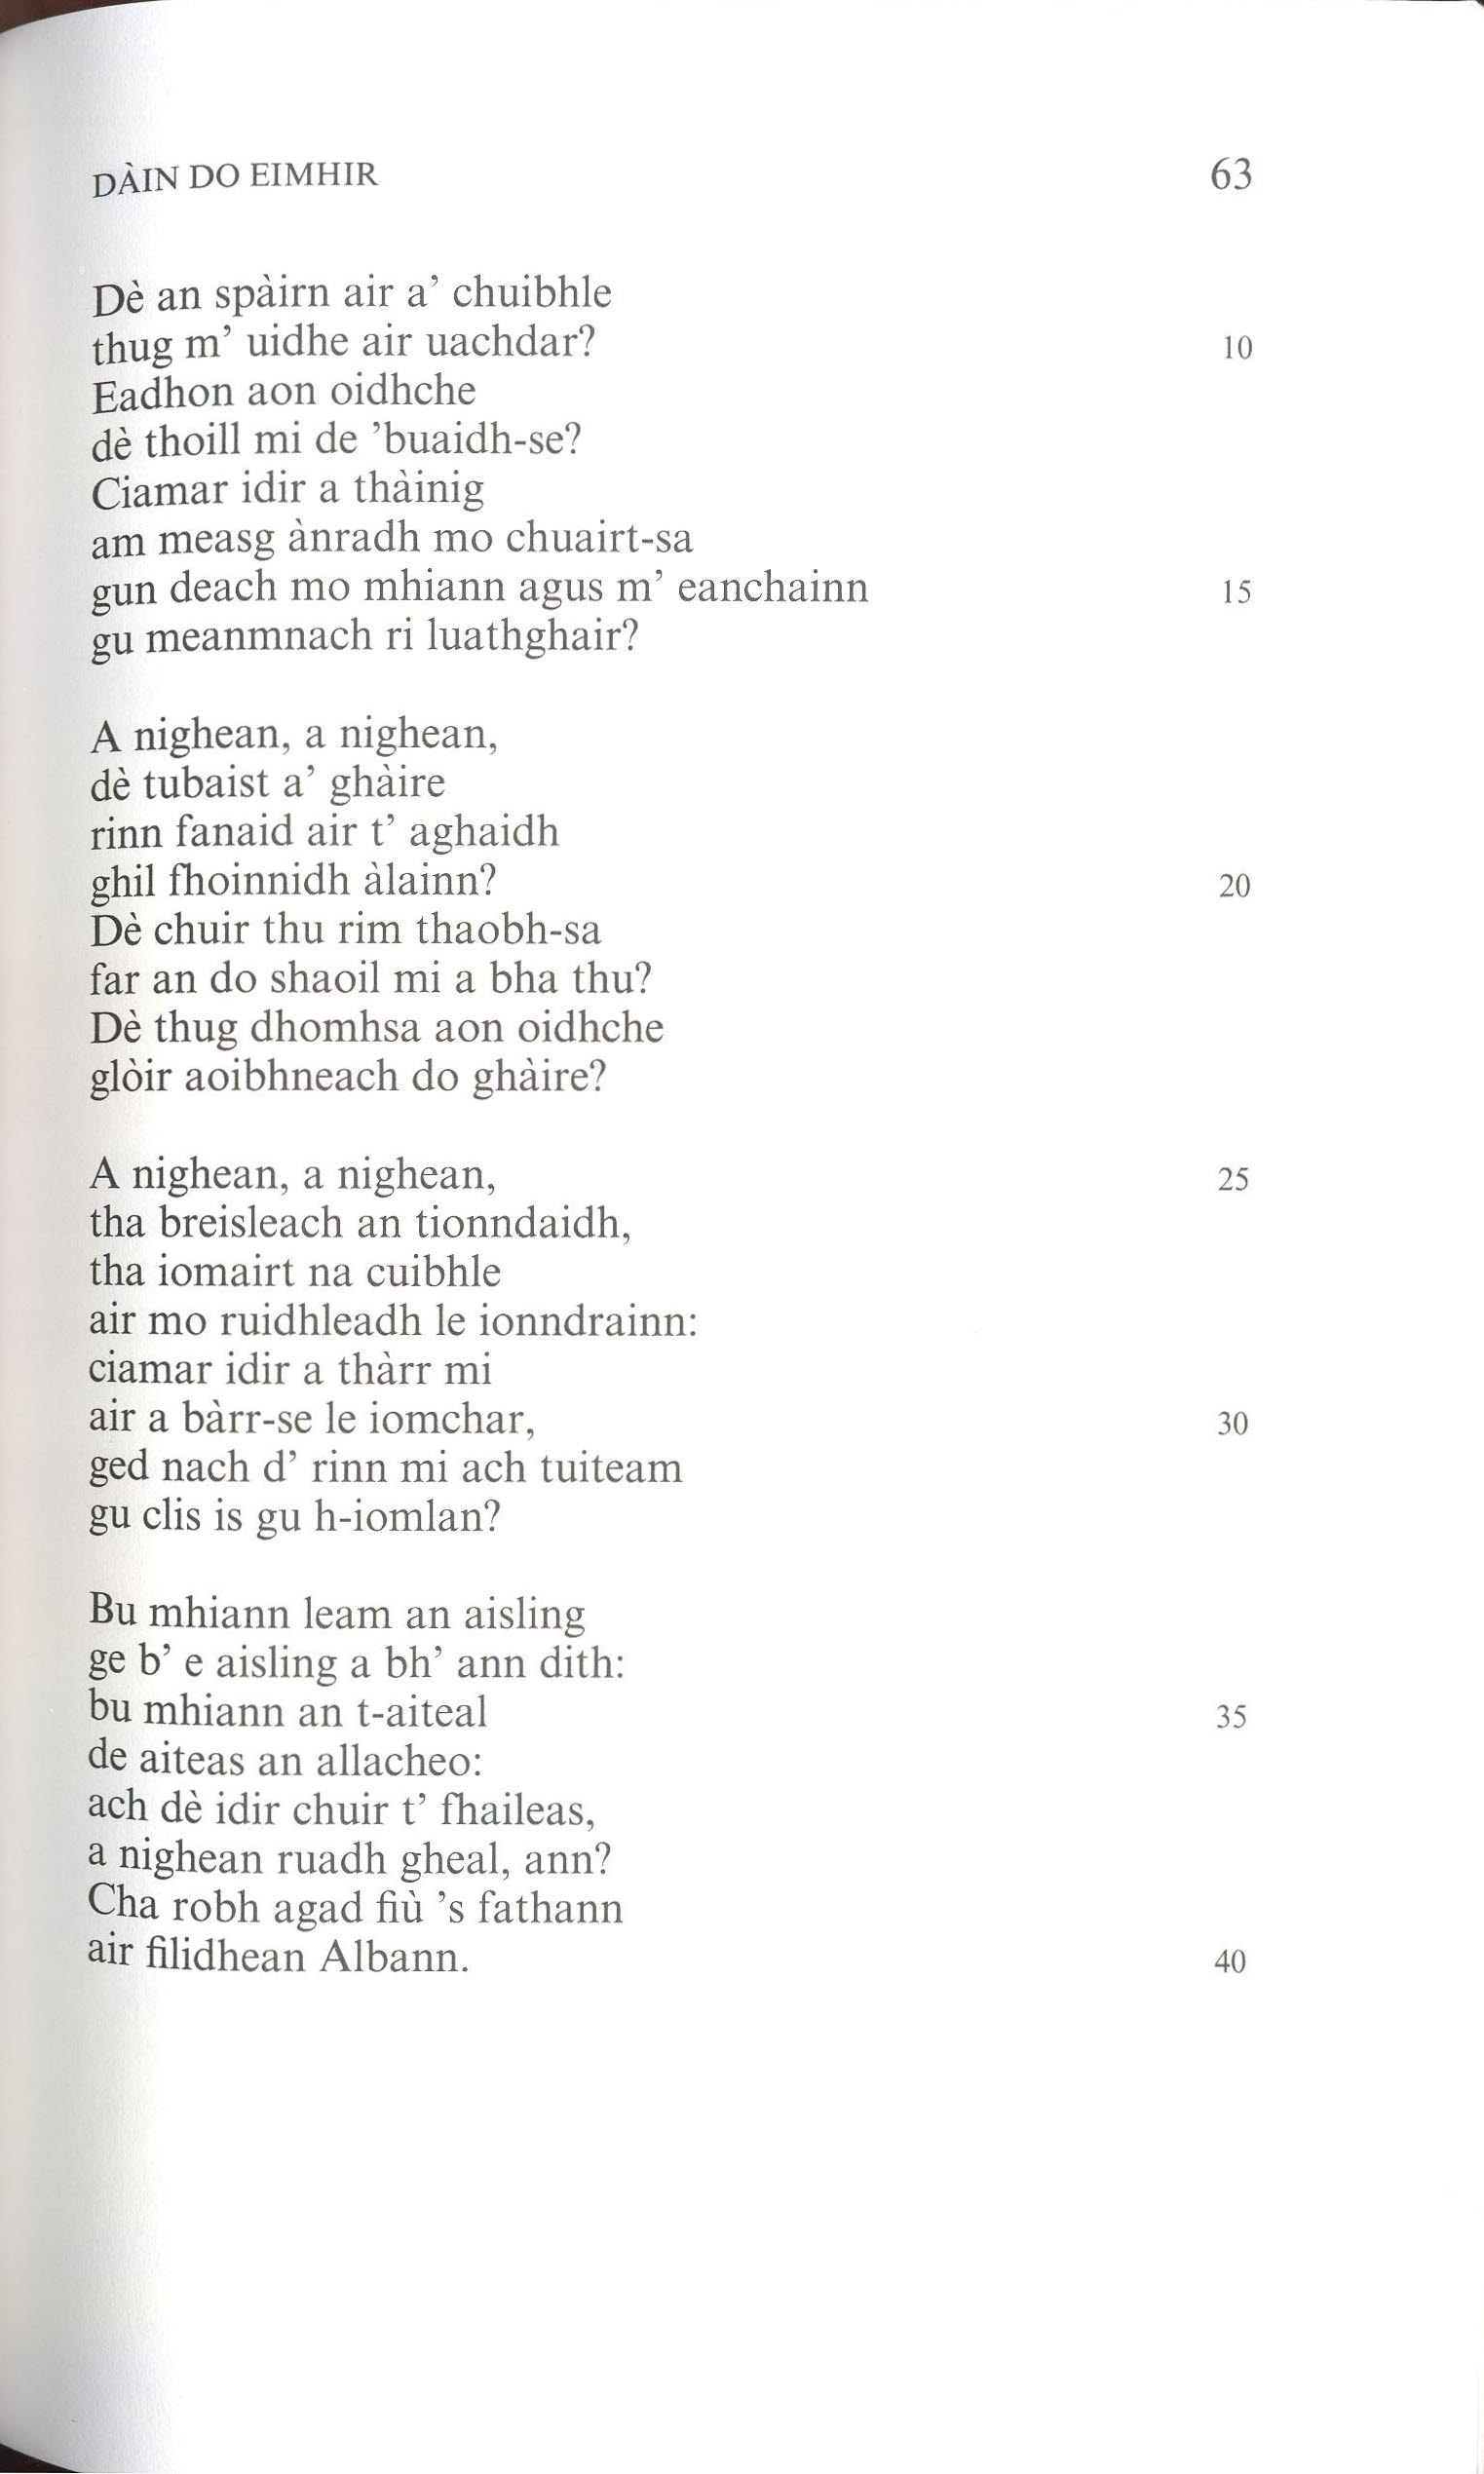 DÀIN DO EIMHIR 63
Dè an spàirn air a’ chuibhle
thug m’ uidhe air uachdar? 10
Eadhon aon oidhche
dè thoill mi de ’buaidh-se?
Ciamar idir a thàinig
am measg ànradh mo chuairt-sa
gun deach mo mhiann agus m’ eanchainn 15
gu meanmnach ri luathghair?
A nighean, a nighean,
dè tubaist a’ ghàire
rinn fanaid air t’ aghaidh
ghil fhoinnidh àlainn? 20
Dè chuir thu rim thaobh-sa
far an do shaoil mi a bha thu?
Dè thug dhomhsa aon oidhche
glòir aoibhneach do ghàire?
A nighean, a nighean, 25
tha breisleach an tionndaidh,
tha iomairt na cuibhle
air mo ruidhleadh le ionndrainn:
ciamar idir a thàrr mi
air a bàrr-se le iomchar, 30
ged nach d’ rinn mi ach tuiteam
gu clis is gu h-iomlan?
Bu mhiann leam an aisling
ge b’ e aisling a bh’ ann dith:
bu mhiann an t-aiteal 35
de aiteas an allacheo:
ach dè idir chuir t’ fhaileas,
a nighean ruadh gheal, ann?
Cha robh agad fiù ’s fathann
air filidhean Albann. 40